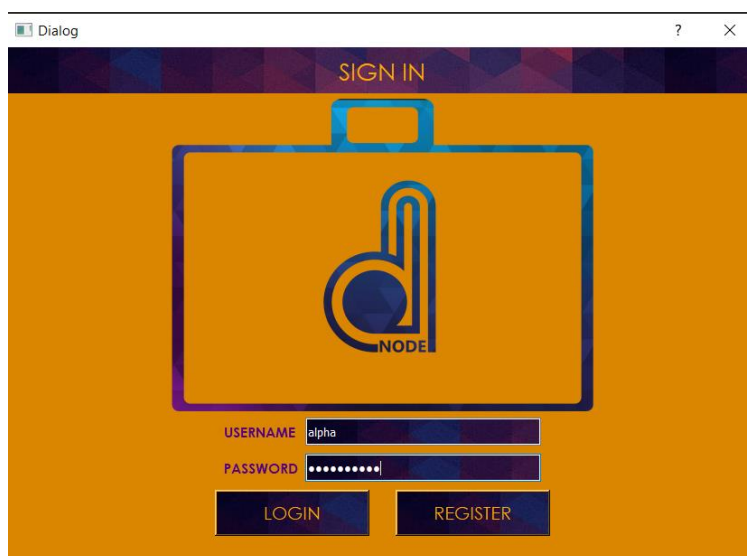 Dialog ?
SIGN IN
NODE
USERNAME alpha
PASSWORD ••••••••••
LOGIN REGISTER